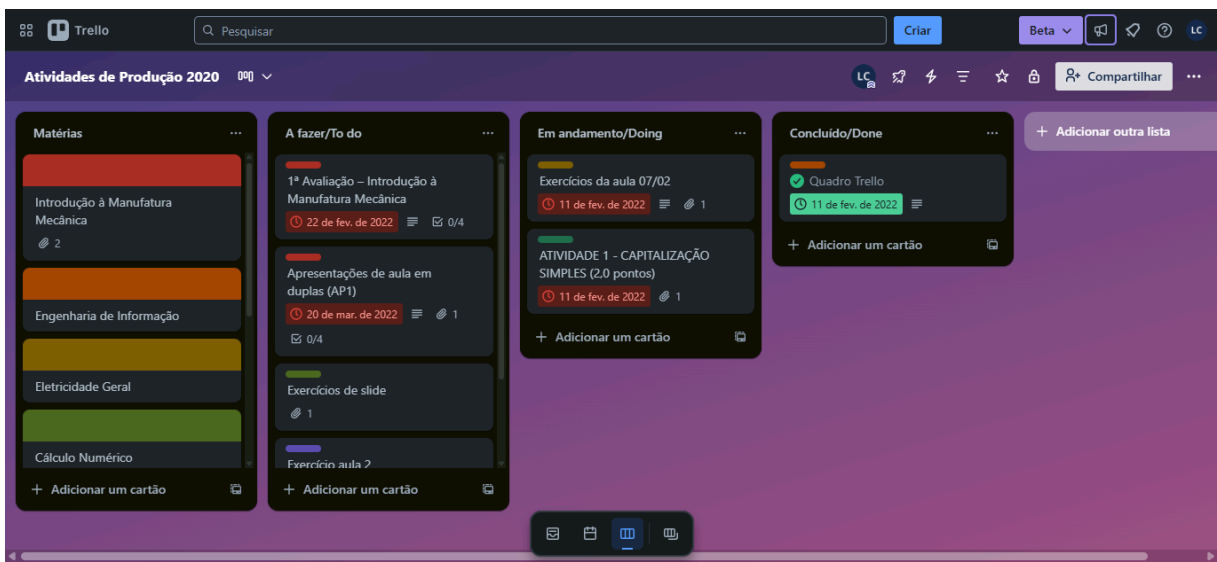 Trello
Pesquisar
Criar
Beta
LC
Atividades de Produção 2020
LC
Compartilhar
Matérias
Introdução à Manufatura
Mecânica
2
Engenharia de Informação
Eletricidade Geral
Cálculo Numérico
+ Adicionar um cartão
A fazer/To do
1ª Avaliação – Introdução à
Manufatura Mecânica
22 de fev. de 2022 0/4
Apresentações de aula em
duplas (AP1)
20 de mar. de 2022 1
0/4
Exercícios de slide
1
Exercício aula 2
+ Adicionar um cartão
Em andamento/Doing
Exercícios da aula 07/02
11 de fev. de 2022 1
ATIVIDADE 1 - CAPITALIZAÇÃO
SIMPLES (2,0 pontos)
11 de fev. de 2022 1
+ Adicionar um cartão
Concluído/Done
Quadro Trello
11 de fev. de 2022
+ Adicionar um cartão
+ Adicionar outra lista